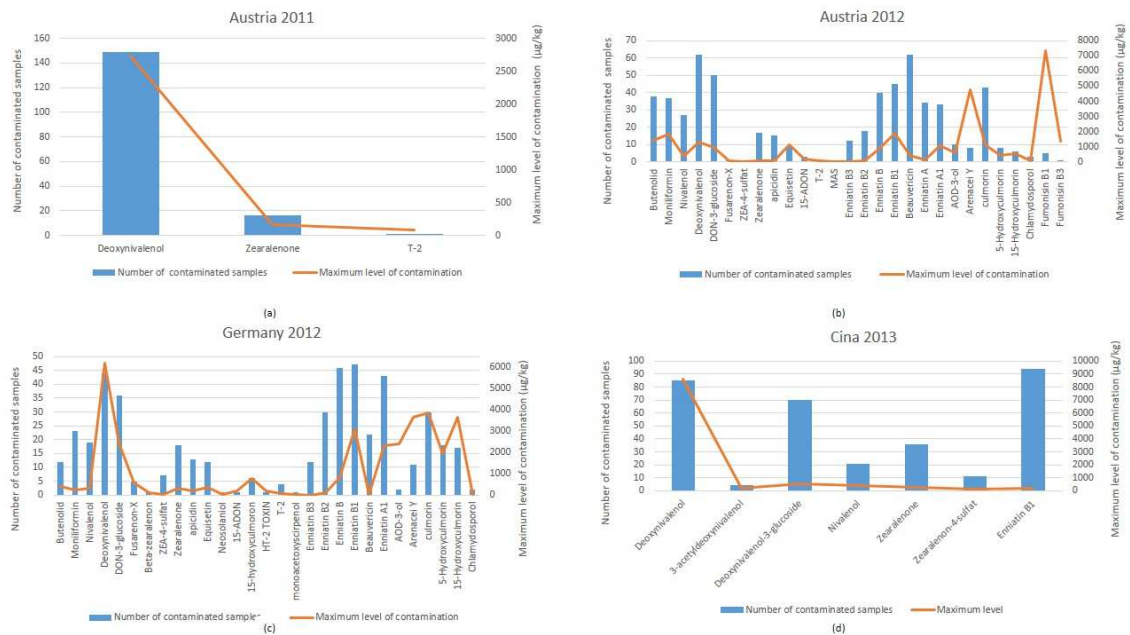 Austria 2011
Number of contaminated samples
160
140
120
100
80
60
40
20
0
3000
2500
2000
1500
1000
500
0
Maximum level of contamination (µg/kg)
Deoxynivalenol Zearalenone T-2
Number of contaminated samples Maximum level of contamination
(a)
Austria 2012
Number of contaminated samples
70
60
50
40
30
20
10
0
8000
7000
6000
5000
4000
3000
2000
1000
0
Maximum level of contamination (µg/kg)
Butenolid
Moniliformin
Nivalenol
Deoxynivalenol
DON-3-glucoside
Fusarenon-X
ZEA-4-sulfat
Zearalenone
apicidin
Equisetin
15-ADON
T-2
MAS
Enniatin B3
Enniatin B2
Enniatin B
Enniatin B1
Beauvericin
Enniatin A
Enniatin A1
AOD-3-ol
Arenacei Y
culmorin
5-Hydroxyculmorin
15-Hydroxyculmorin
Chlamydosporol
Fumonisin B1
Fumonisin B3
Number of contaminated samples Maximum level of contamination
(b)
Germany 2012
Number of contaminated samples
50
45
40
35
30
25
20
15
10
5
0
6000
5000
4000
3000
2000
1000
0
Maximum level of contamination (µg/kg)
Butenolid
Moniliformin
Nivalenol
Deoxynivalenol
DON-3-glucoside
Fusarenon-X
Beta-zearalenon
ZEA-4-sulfat
Zearalenone
apicidin
Equisetin
Neosolaniol
15-ADON
15-hydroxyculmoron
HT-2 TOXIN
T-2
monoacetoxyscirpenol
Enniatin B3
Enniatin B2
Enniatin B
Enniatin B1
Beauvericin
Enniatin A1
AOD-3-ol
Arenacei Y
culmorin
5-Hydroxyculmorin
15-Hydroxyculmorin
Chlamydosporol
Number of contaminated samples Maximum level of contamination
(c)
Cina 2013
Number of contaminated samples
100
90
80
70
60
50
40
30
20
10
0
10000
9000
8000
7000
6000
5000
4000
3000
2000
1000
0
Maximum level of contamination (µg/kg)
Deoxynivalenol
3-acetyldeoxynivalenol
Deoxynivalenol-3-glucoside
Nivalenol
Zearalenone
Zearalenon-4-sulfat
Enniatin B1
Number of contaminated samples Maximum level
(d)